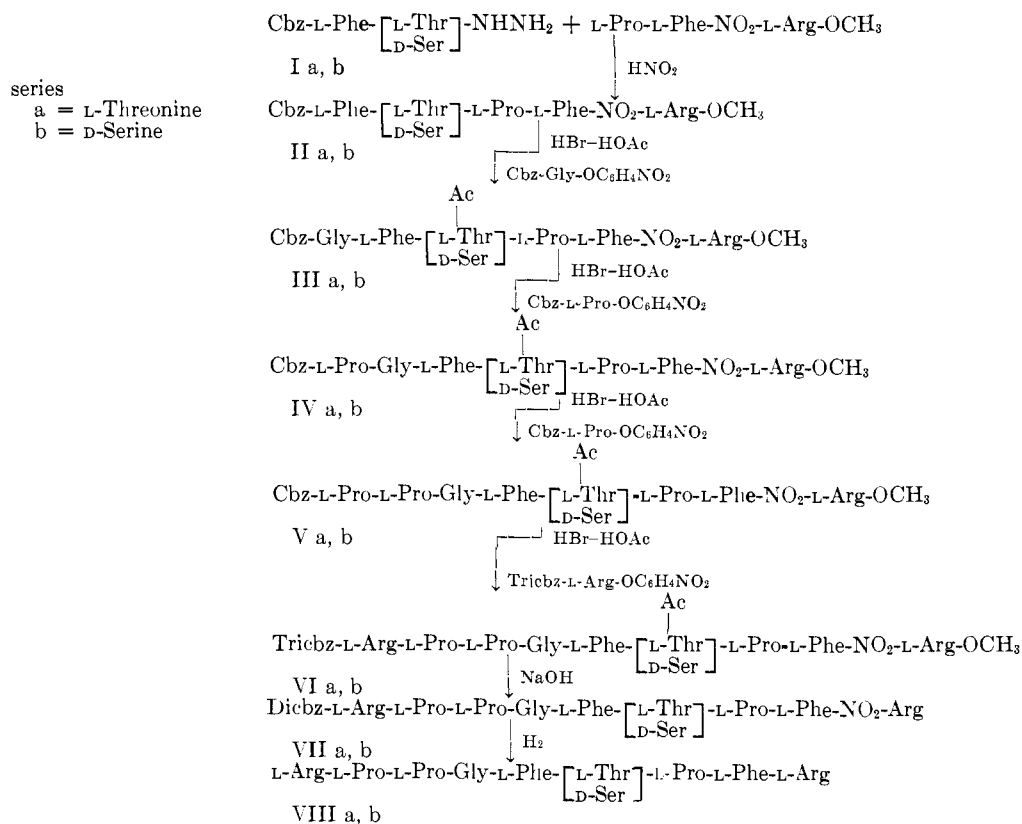 Cbz-L-Phe-[L-Thr]-NHNH₂ + L-Pro-L-Phe-NO₂-L-Arg-OCH₃
D-Ser
I a, b
HNO₂
series
a = L-Threonine
b = D-Serine
Cbz-L-Phe-[L-Thr]-L-Pro-L-Phe-NO₂-L-Arg-OCH₃
D-Ser
II a, b
HBr-HOAc
Cbz-Gly-OC₆H₄NO₂
Ac
Cbz-Gly-L-Phe-[L-Thr]-L-Pro-L-Phe-NO₂-L-Arg-OCH₃
D-Ser
III a, b
HBr-HOAc
Cbz-L-Pro-OC₆H₄NO₂
Ac
Cbz-L-Pro-Gly-L-Phe-[L-Thr]-L-Pro-L-Phe-NO₂-L-Arg-OCH₃
D-Ser
IV a, b
HBr-HOAc
Cbz-L-Pro-OC₆H₄NO₂
Ac
Cbz-L-Pro-L-Pro-Gly-L-Phe-[L-Thr]-L-Pro-L-Phe-NO₂-L-Arg-OCH₃
D-Ser
V a, b
HBr-HOAc
Tricbz-L-Arg-OC₆H₄NO₂
Ac
Tricbz-L-Arg-L-Pro-L-Pro-Gly-L-Phe-[L-Thr]-L-Pro-L-Phe-NO₂-L-Arg-OCH₃
D-Ser
VI a, b
NaOH
Dicbz-L-Arg-L-Pro-L-Pro-Gly-L-Phe-[L-Thr]-L-Pro-L-Phe-NO₂-Arg
D-Ser
VII a, b
H₂
L-Arg-L-Pro-L-Pro-Gly-L-Phe-[L-Thr]-L-Pro-L-Phe-L-Arg
D-Ser
VIII a, b